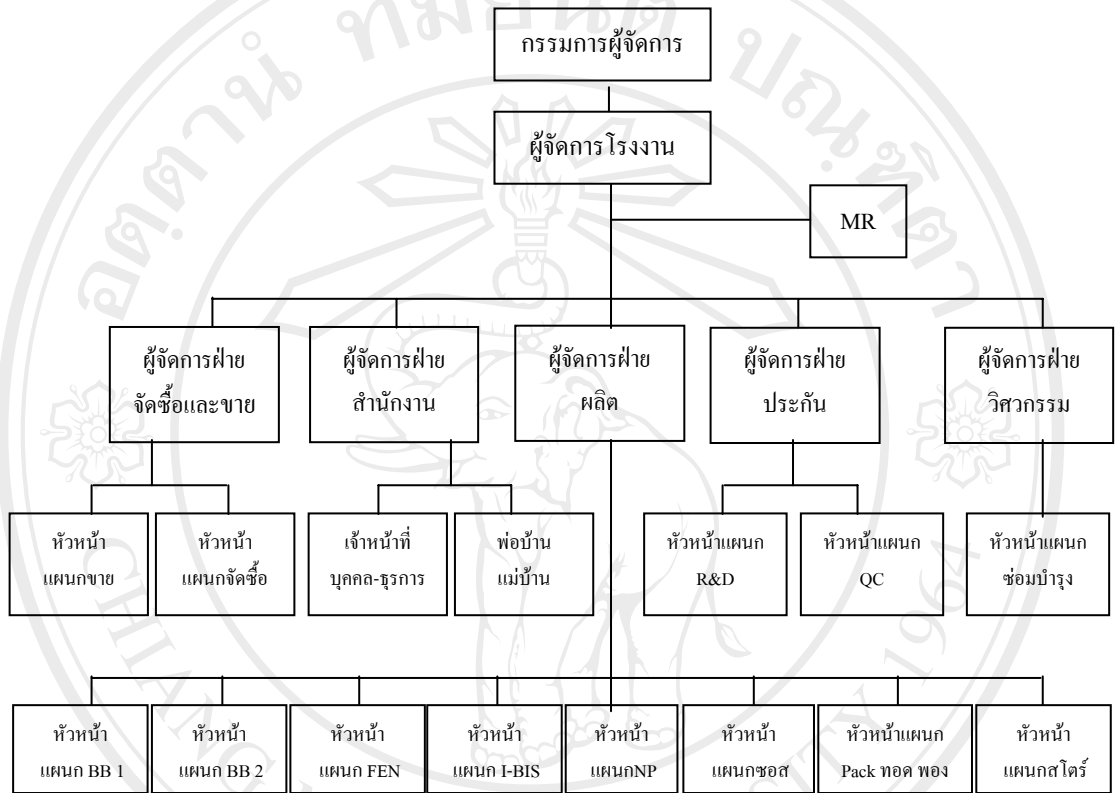 กรรมการผู้จัดการ
ผู้จัดการโรงงาน
MR
ผู้จัดการฝ่าย
จัดซื้อและขาย
ผู้จัดการฝ่าย
สำนักงาน
ผู้จัดการฝ่าย
ผลิต
ผู้จัดการฝ่าย
ประกัน
ผู้จัดการฝ่าย
วิศวกรรม
หัวหน้า
แผนกขาย
หัวหน้า
แผนกจัดซื้อ
เจ้าหน้าที่
บุคคล-ธุรการ
พ่อบ้าน
แม่บ้าน
หัวหน้าแผนก
R&D
หัวหน้าแผนก
QC
หัวหน้าแผนก
ซ่อมบำรุง
หัวหน้า
แผนก BB 1
หัวหน้า
แผนก BB 2
หัวหน้า
แผนก FEN
หัวหน้า
แผนก I-BIS
หัวหน้า
แผนกNP
หัวหน้า
แผนกซอส
หัวหน้าแผนก
Pack ทอด พอง
หัวหน้า
แผนกสโตร์
1964